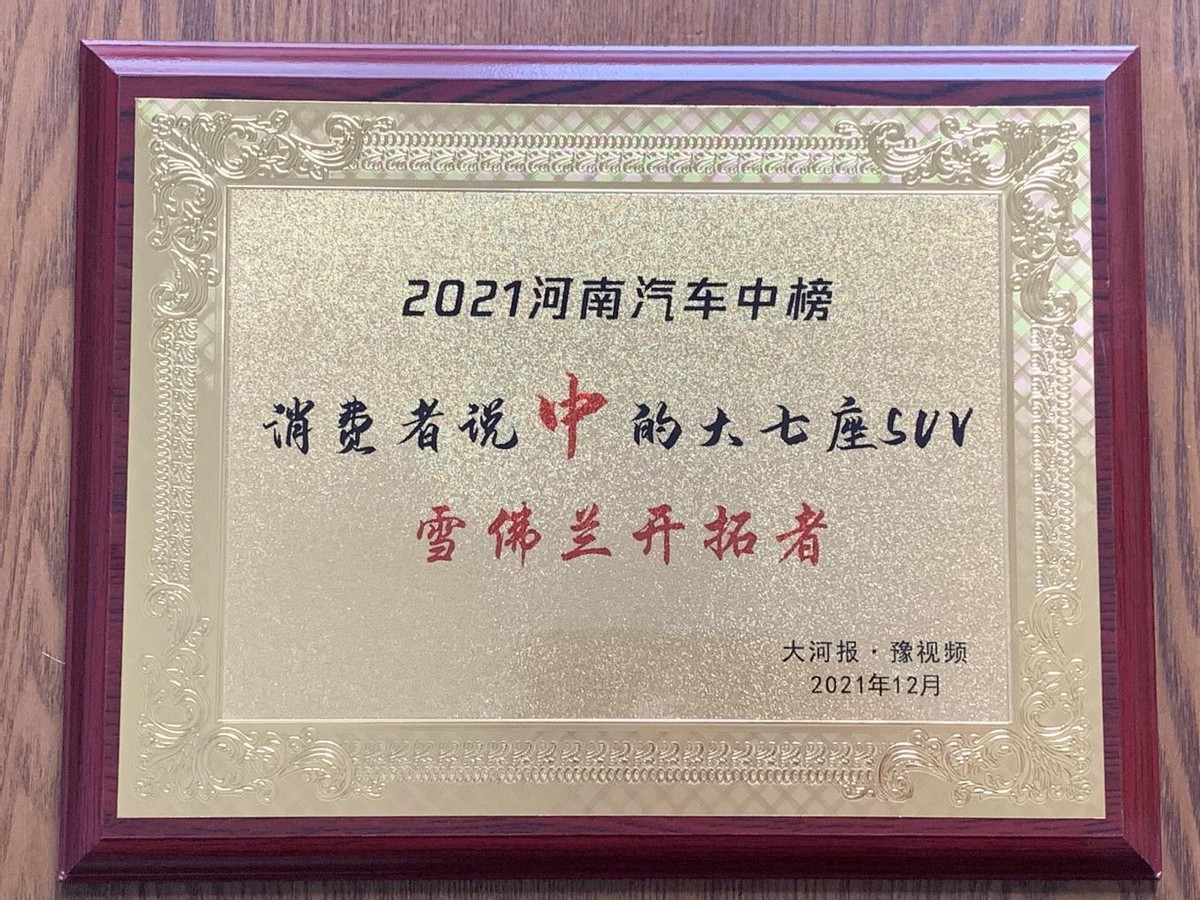 2021河南汽车中榜
消费者说中的大七座SUV
雪佛兰开拓者
大河报·豫视频
2021年12月